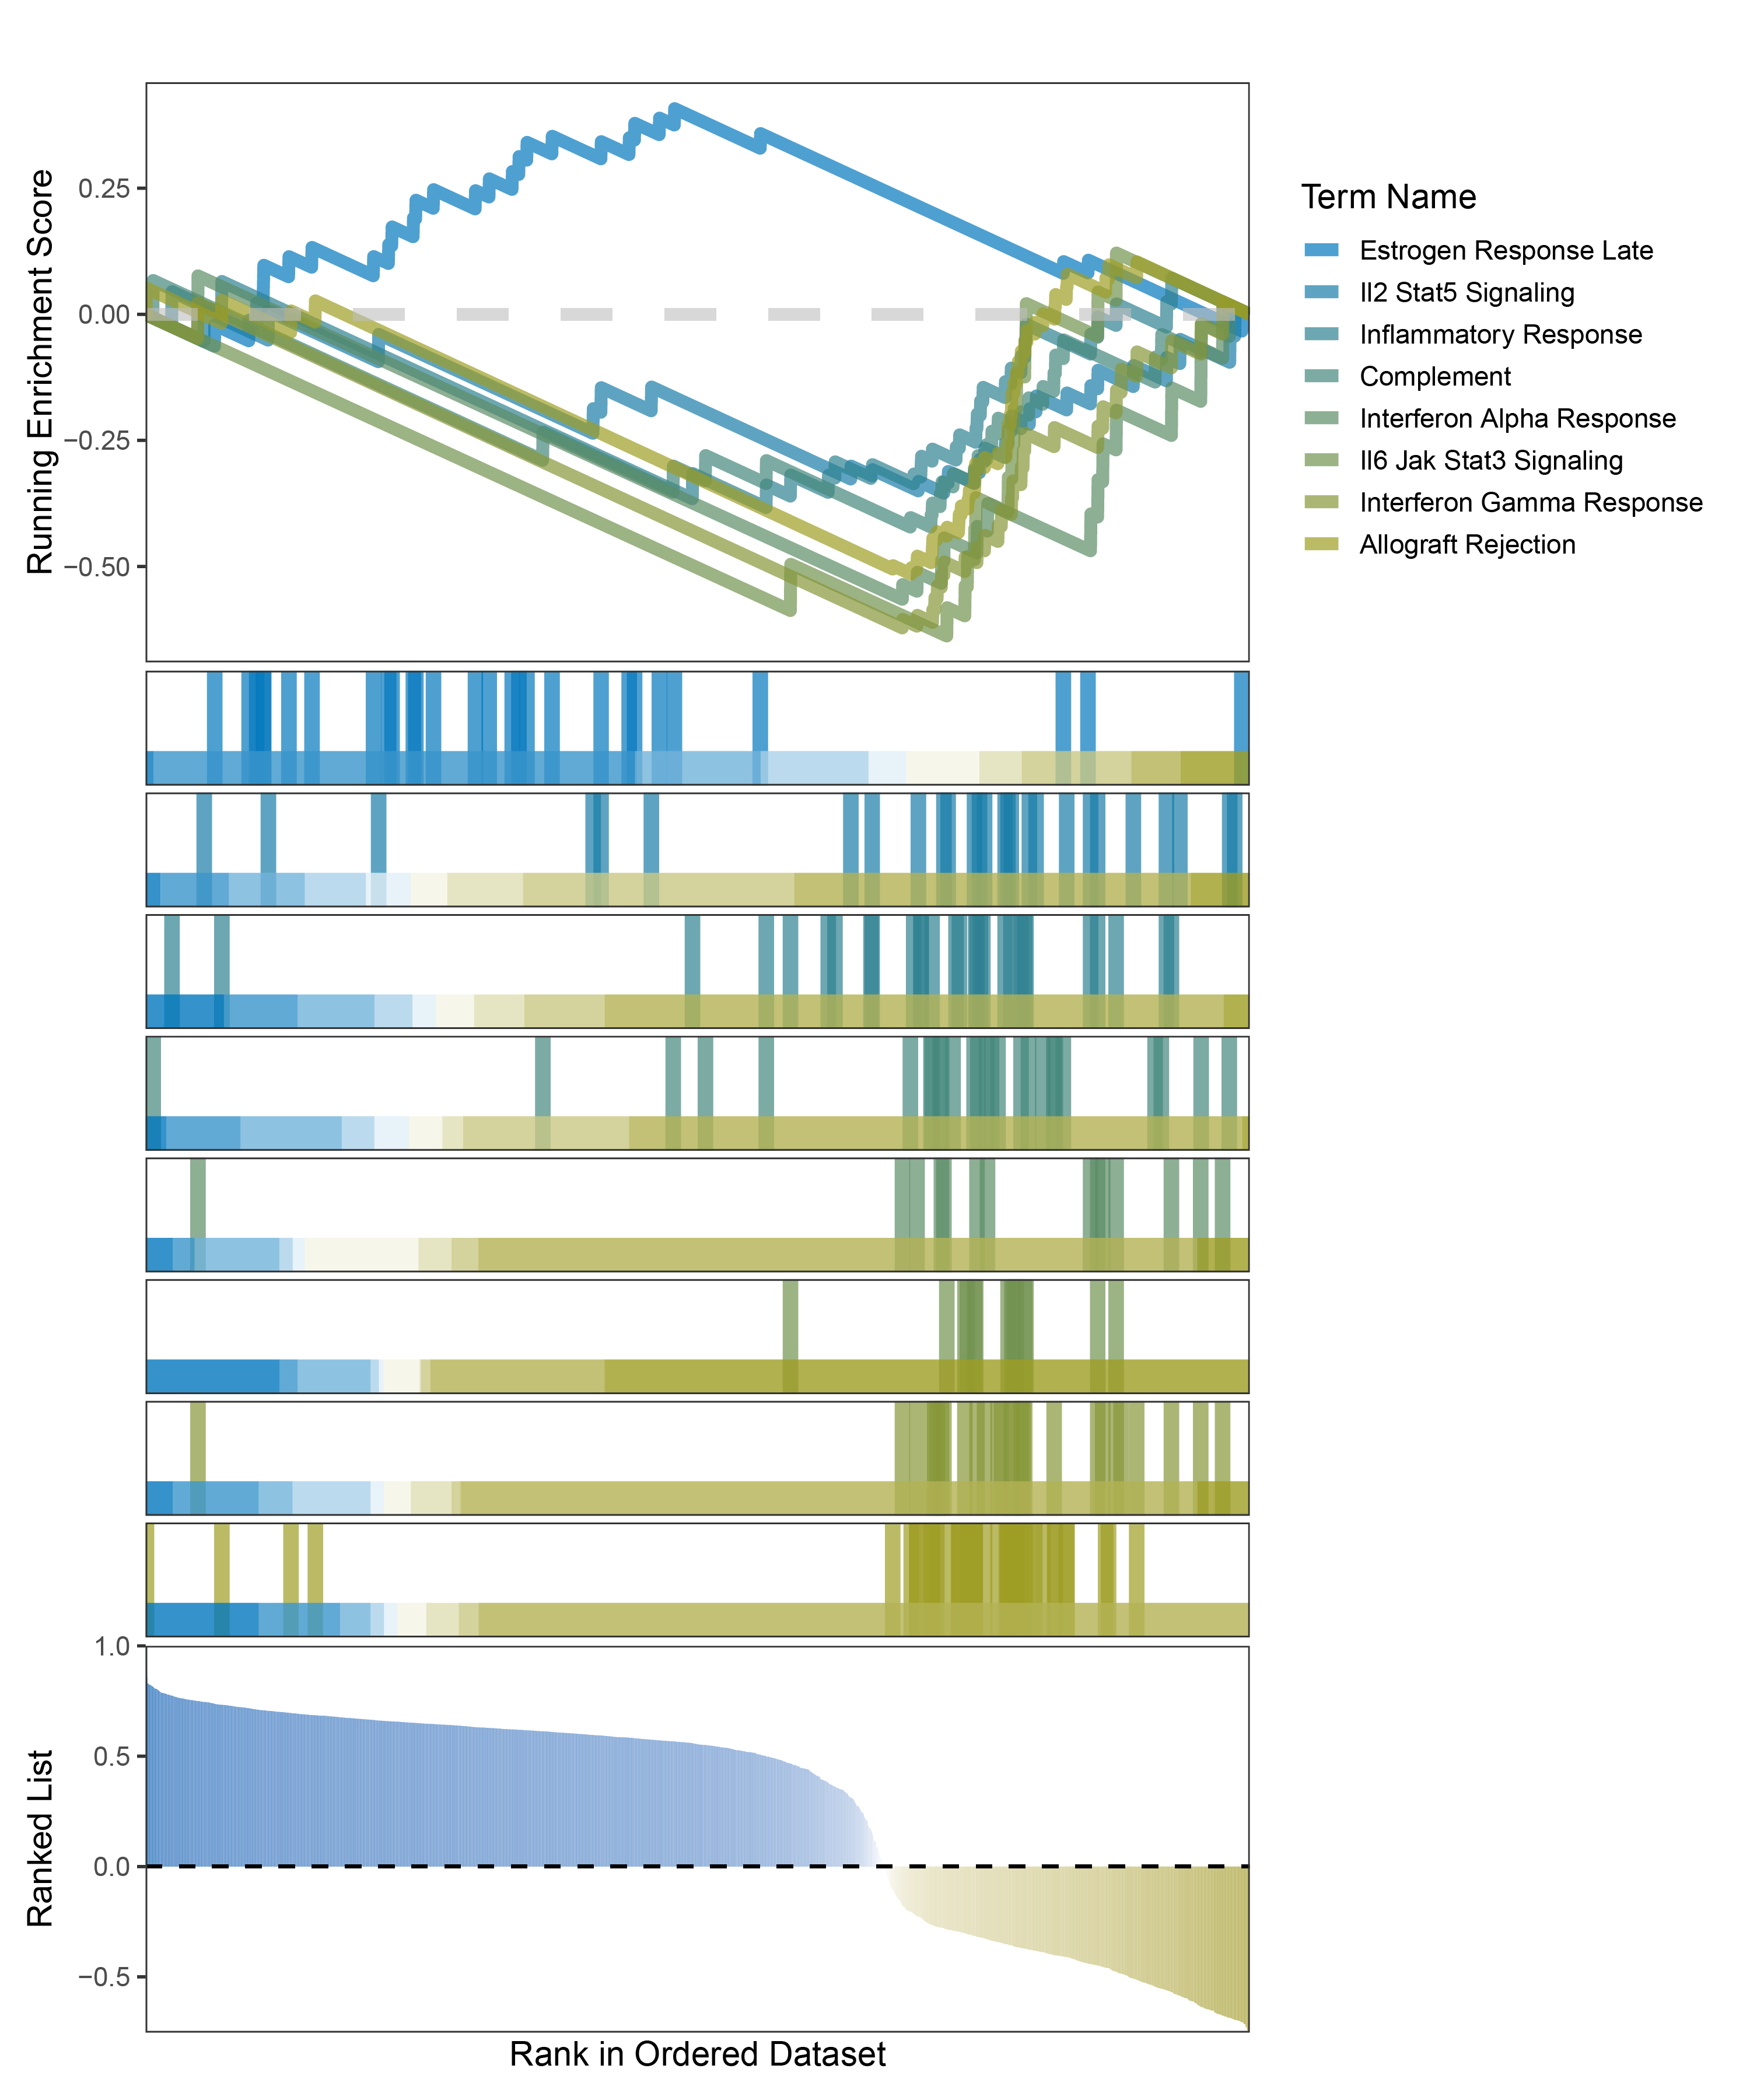 Running Enrichment Score
0.25
0.00
−0.25
−0.50
Term Name
Estrogen Response Late
Il2 Stat5 Signaling
Inflammatory Response
Complement
Interferon Alpha Response
Il6 Jak Stat3 Signaling
Interferon Gamma Response
Allograft Rejection
Ranked List
1.0
0.5
0.0
−0.5
Rank in Ordered Dataset